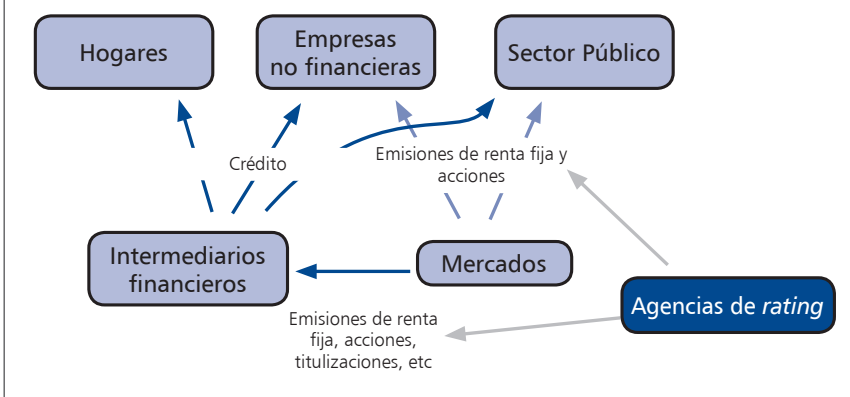 Hogares
Empresas
no financieras
Sector Público
Crédito
Emisiones de renta fija y
acciones
Intermediarios
financieros
Mercados
Agencias de rating
Emisiones de renta
fija, acciones,
titulizaciones, etc